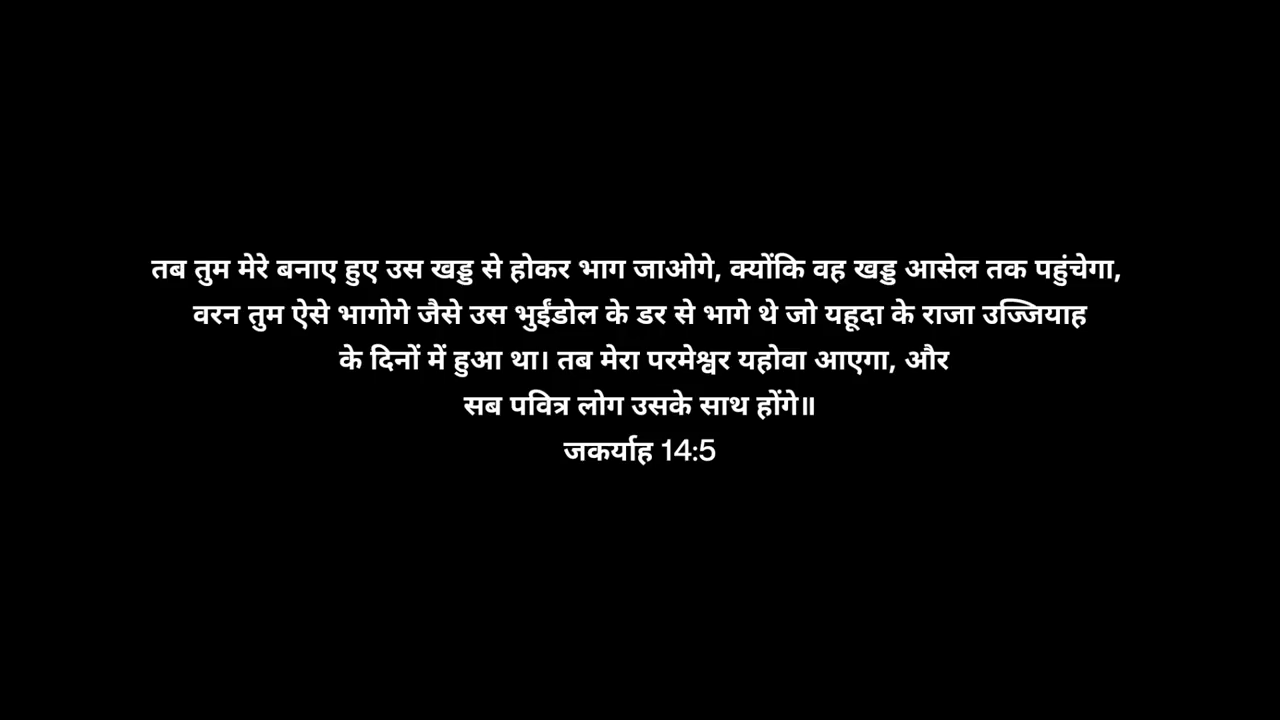 तब तुम मेरे बनाए हुए उस खड्ड से होकर भाग जाओगे, क्योंकि वह खड्ड आसेल तक पहुंचेगा,
वरन तुम ऐसे भागोगे जैसे उस भुईंडोल के डर से भागे थे जो यहूदा के राजा उज्जियाह
के दिनों में हुआ था। तब मेरा परमेश्वर यहोवा आएगा, और
सब पवित्र लोग उसके साथ होंगे॥
जकर्याह 14:5